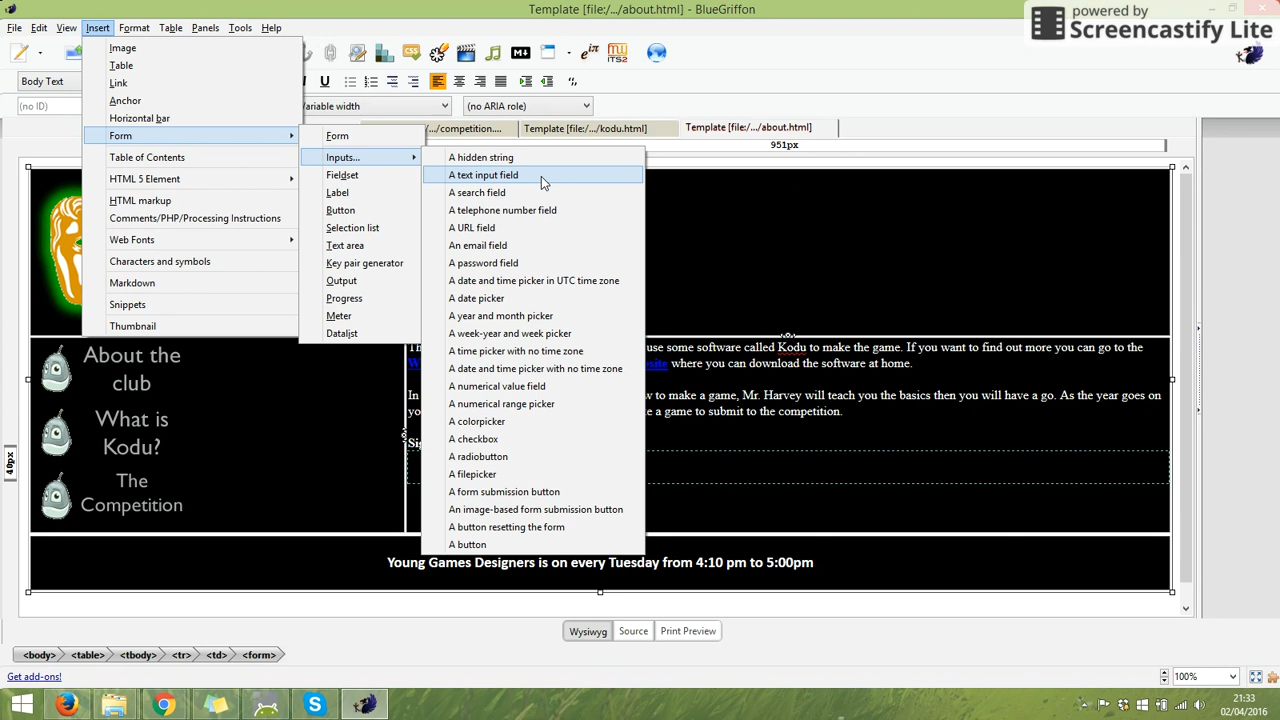 Template [file:/.../about.html] - BlueGriffon
powered by
Screencastify Lite
File Edit View Insert Format Table Panels Tools Help
Body Text
(no ID)
ariable width
(no ARIA role)
Image
Table
Link
Anchor
Horizontal bar
Form
Table of Contents
HTML 5 Element
HTML markup
Comments/PHP/Processing Instructions
Web Fonts
Characters and symbols
Markdown
Snippets
Thumbnail
Form
Inputs...
Fieldset
Label
Button
Selection list
Text area
Key pair generator
Output
Progress
Meter
Datalist
A hidden string
A text input field
A search field
A telephone number field
A URL field
An email field
A password field
A date and time picker in UTC time zone
A date picker
A year and month picker
A week-year and week picker
A time picker with no time zone
A date and time picker with no time zone
A numerical value field
A numerical range picker
A colorpicker
A checkbox
A radiobutton
A filepicker
A form submission button
An image-based form submission button
A button resetting the form
A button
/.../competition....
Template [file:/.../kodu.html]
Template [file:/.../about.html]
951px
40px
MD
ITS2
CSS
About the
club
What is
Kodu?
The
Competition
Th use some software called Kodu to make the game. If you want to find out more you can go to the
W site where you can download the software at home.
In w to make a game, Mr. Harvey will teach you the basics then you will have a go. As the year goes on
yo e a game to submit to the competition.
Sig
Young Games Designers is on every Tuesday from 4:10 pm to 5:00pm
Wysiwyg Source Print Preview
<body> <table> <tbody> <tr> <td> <form>
Get add-ons!
100%
21:33
02/04/2016